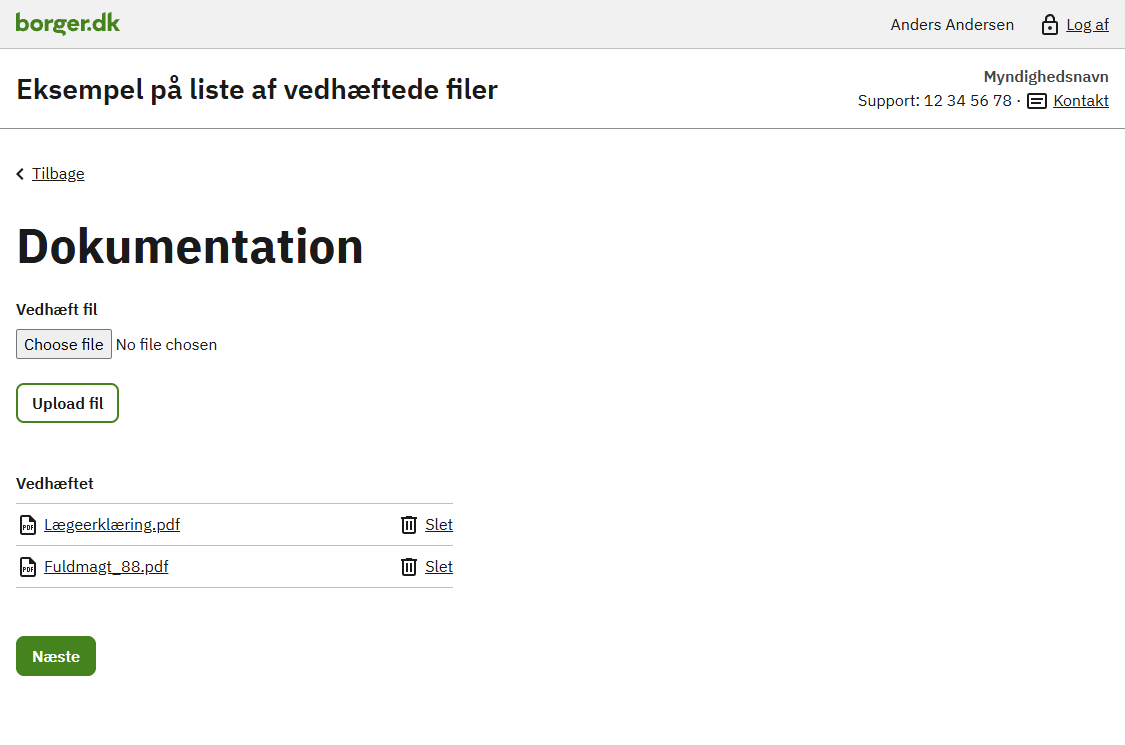 borger.dk
Anders Andersen
Log af
Eksempel på liste af vedhæftede filer
Myndighedsnavn
Support: 12 34 56 78 · Kontakt
Tilbage
Dokumentation
Vedhæft fil
Choose file No file chosen
Upload fil
Vedhæftet
PDF Lægeerklæring.pdf Slet
PDF Fuldmagt_88.pdf Slet
Næste